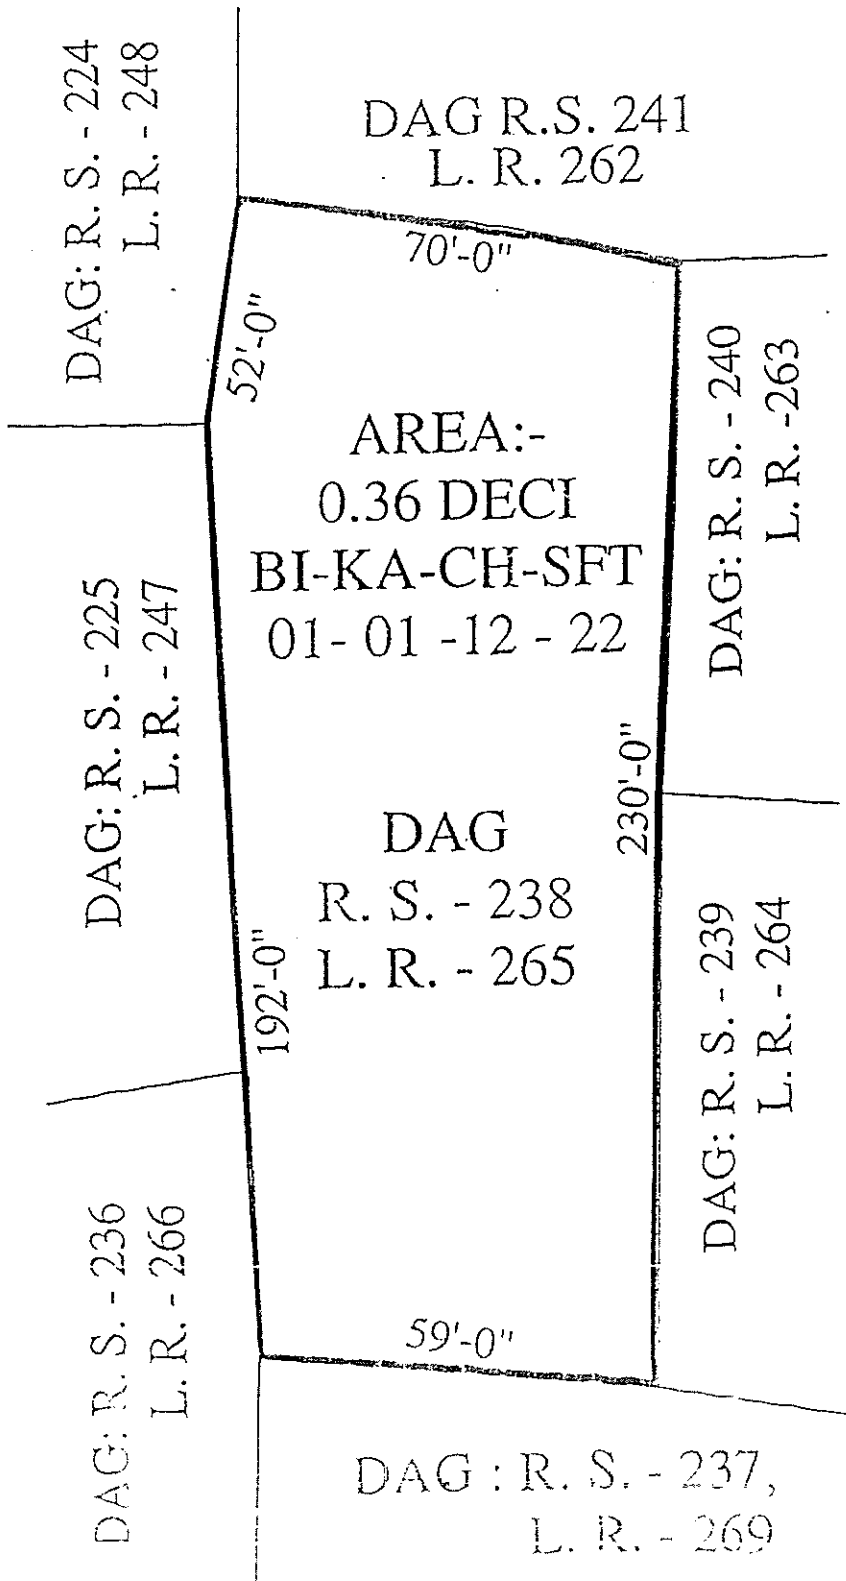 DAG: R. S. - 224
L. R. - 248
DAG R.S. 241
L. R. 262
70'-0"
52'-0"
AREA:-
0.36 DECI
BI-KA-CH-SFT
01- 01 -12 - 22
DAG: R. S. - 240
L. R. -263
DAG: R. S. - 225
L. R. - 247
230'-0"
DAG
R. S. - 238
L. R. - 265
192'-0"
DAG: R. S. - 239
L. R. - 264
DAG: R. S. - 236
L. R. - 266
59'-0"
DAG : R. S. - 237,
L. R. - 269